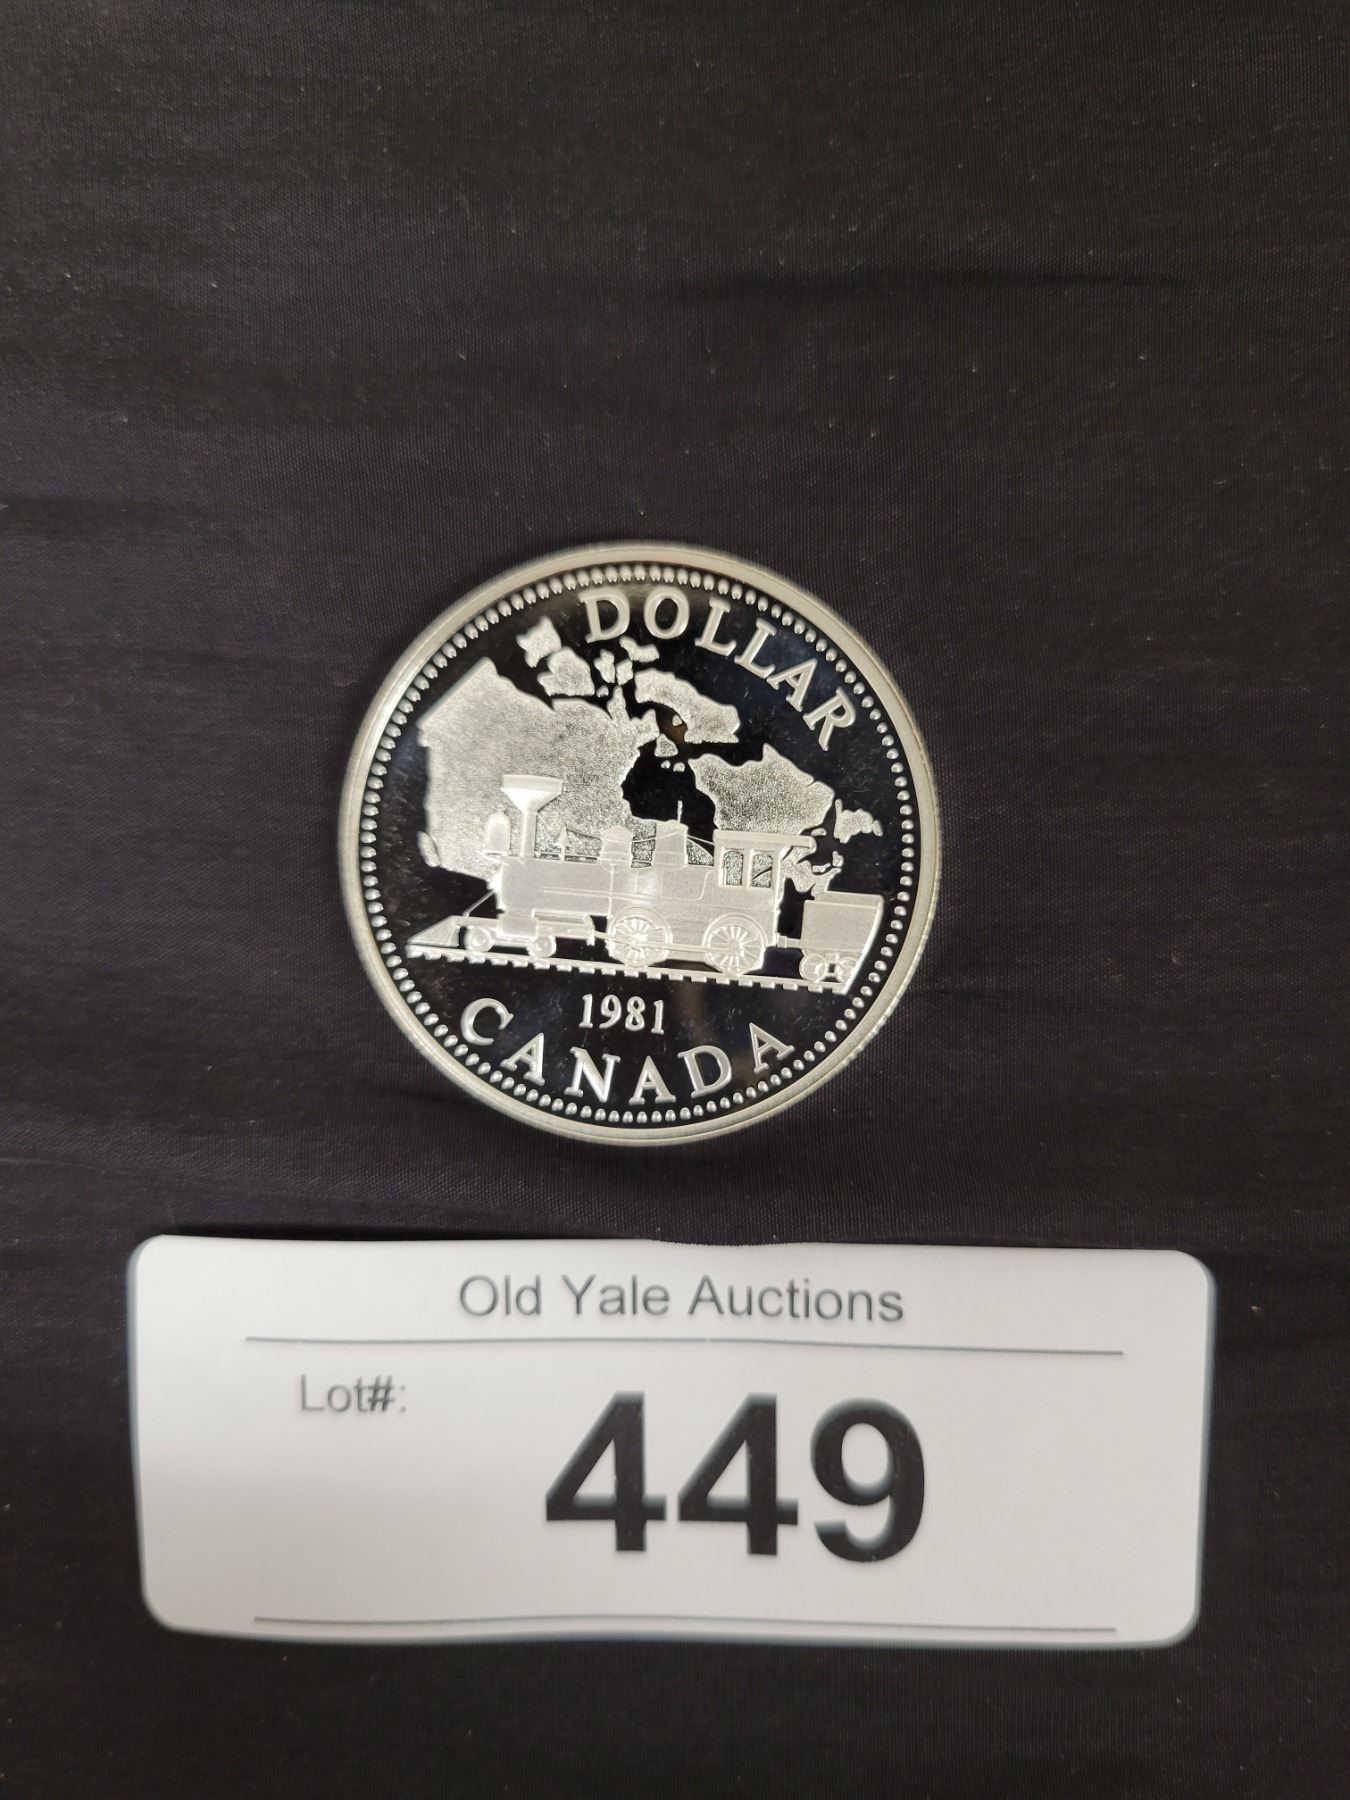 DOLLAR
1981
CANADA
Old Yale Auctions
Lot#:
449